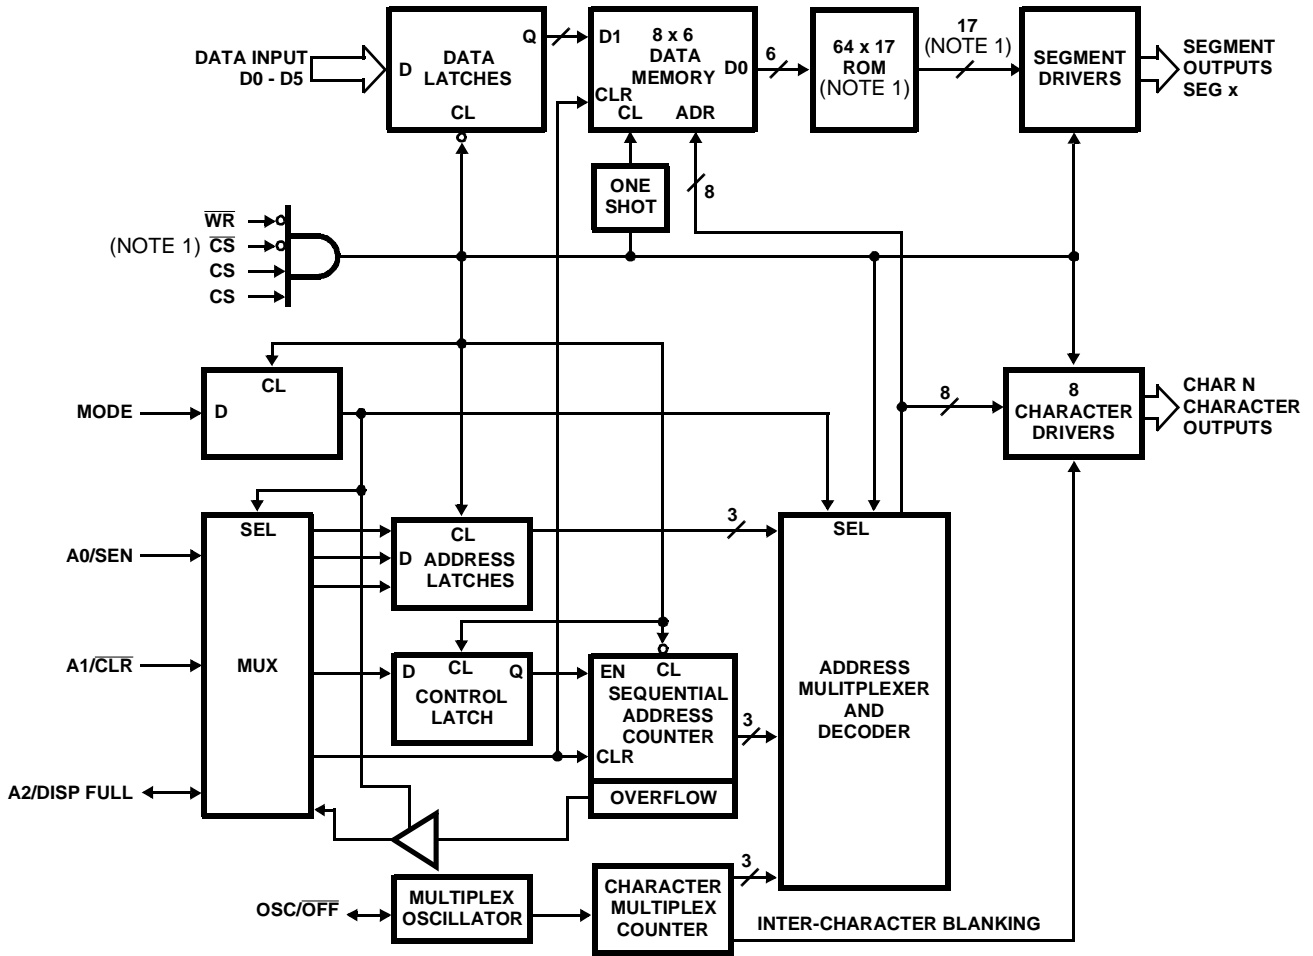 DATA INPUT
D0 - D5
D
Q
DATA
LATCHES
CL
D1
8 x 6
DATA
MEMORY
D0
CLR
CL
ADR
6
64 x 17
ROM
(NOTE 1)
17
(NOTE 1)
SEGMENT
DRIVERS
SEGMENT
OUTPUTS
SEG x
ONE
SHOT
8
WR
(NOTE 1) CS
CS
CS
MODE
CL
D
8
8
CHARACTER
DRIVERS
CHAR N
CHARACTER
OUTPUTS
A0/SEN
A1/CLR
A2/DISP FULL
SEL
MUX
CL
D
ADDRESS
LATCHES
3
SEL
ADDRESS
MULITPLEXER
AND
DECODER
D
CL
Q
CONTROL
LATCH
EN
CL
SEQUENTIAL
ADDRESS
COUNTER
CLR
OVERFLOW
3
OSC/OFF
MULTIPLEX
OSCILLATOR
CHARACTER
MULTIPLEX
COUNTER
3
INTER-CHARACTER BLANKING